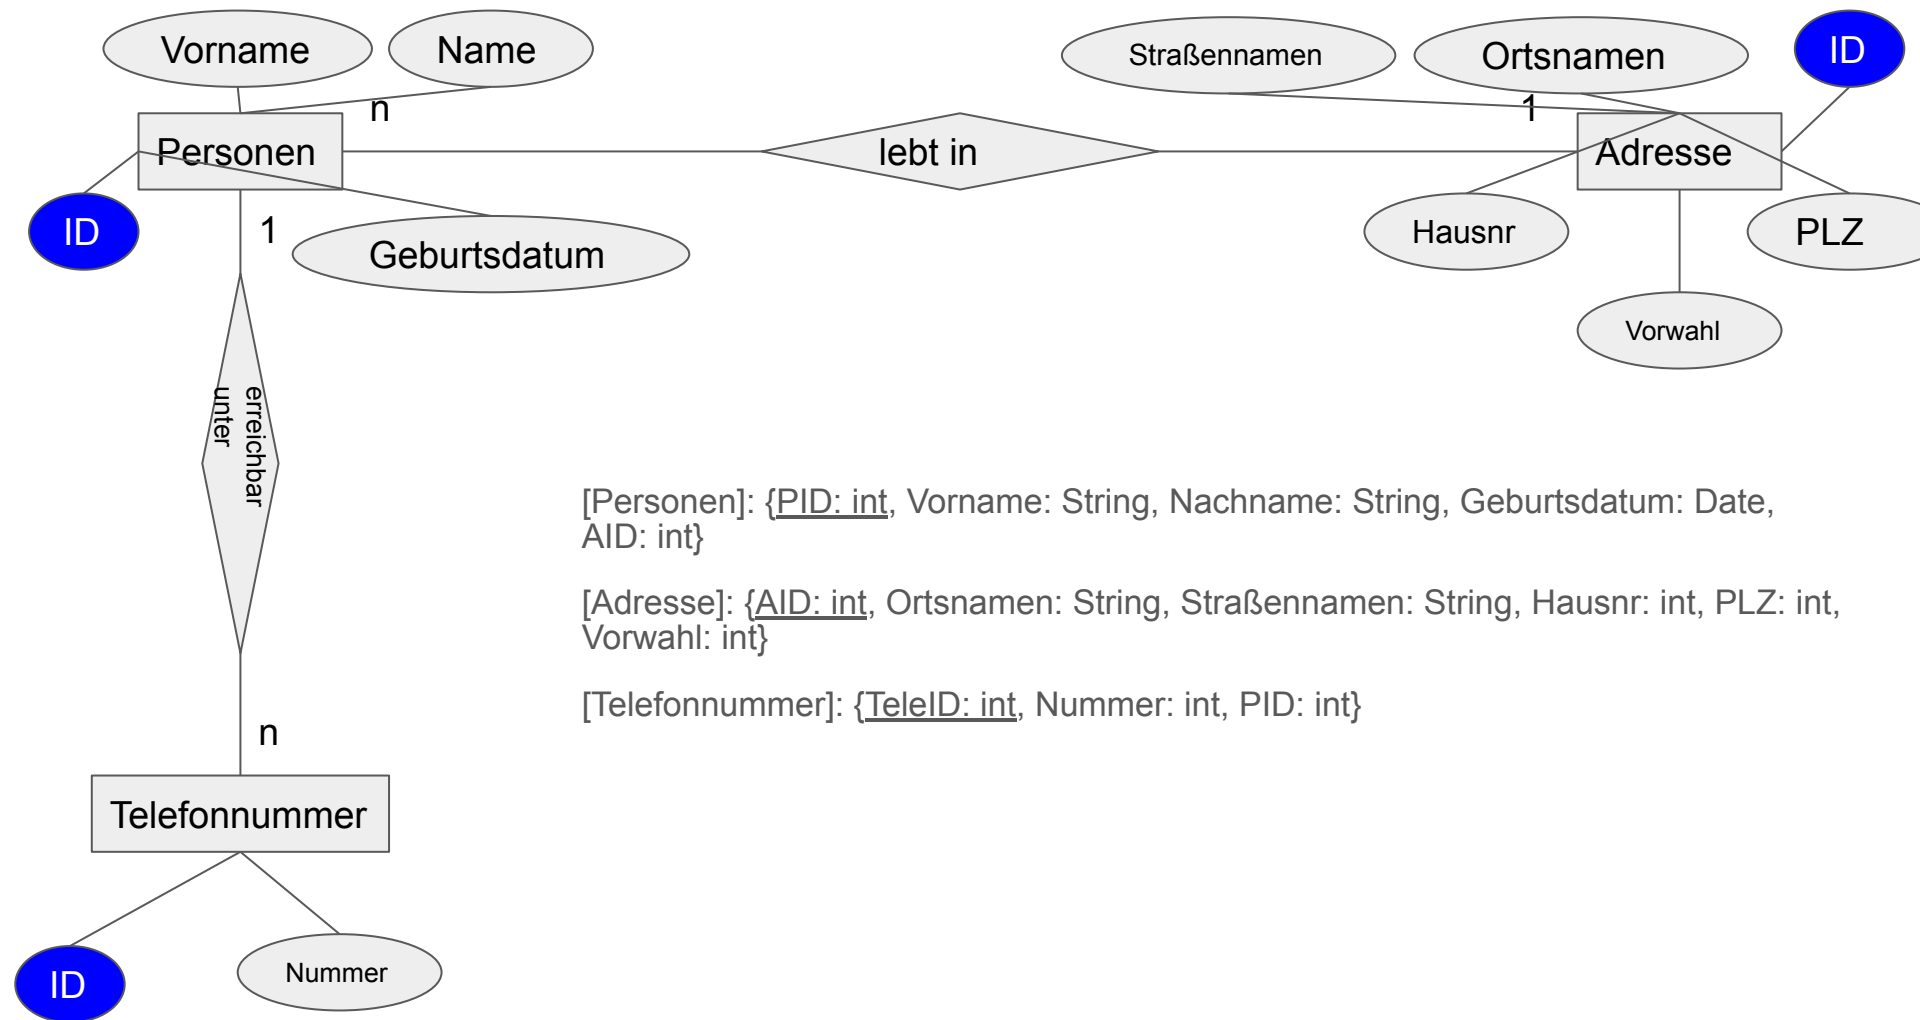 Vorname
Name
Straßennamen
Ortsnamen
ID
n
1
Personen
lebt in
Adresse
ID
1
Geburtsdatum
Hausnr
PLZ
Vorwahl
erreichbar
unter
[Personen]: {PID: int, Vorname: String, Nachname: String, Geburtsdatum: Date,
AID: int}
[Adresse]: {AID: int, Ortsnamen: String, Straßennamen: String, Hausnr: int, PLZ: int,
Vorwahl: int}
[Telefonnummer]: {TeleID: int, Nummer: int, PID: int}
n
Telefonnummer
ID
Nummer